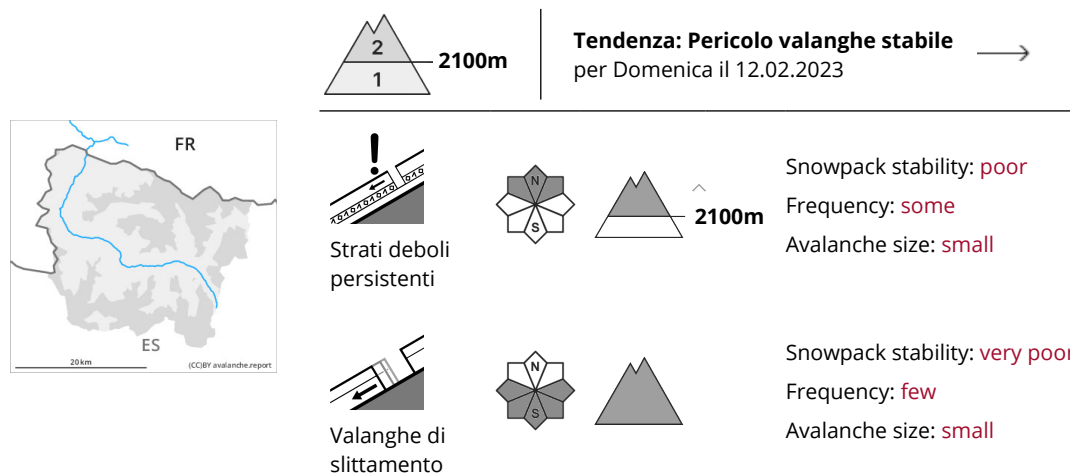 2
1
2100m
Tendenza: Pericolo valanghe stabile
per Domenica il 12.02.2023
FR
ES
20 km
(CC)BY avalanche.report
N
S
2100m
Strati deboli
persistenti
Snowpack stability: poor
Frequency: some
Avalanche size: small
N
S
Valanghe di
slittamento
Snowpack stability: very poor
Frequency: few
Avalanche size: small